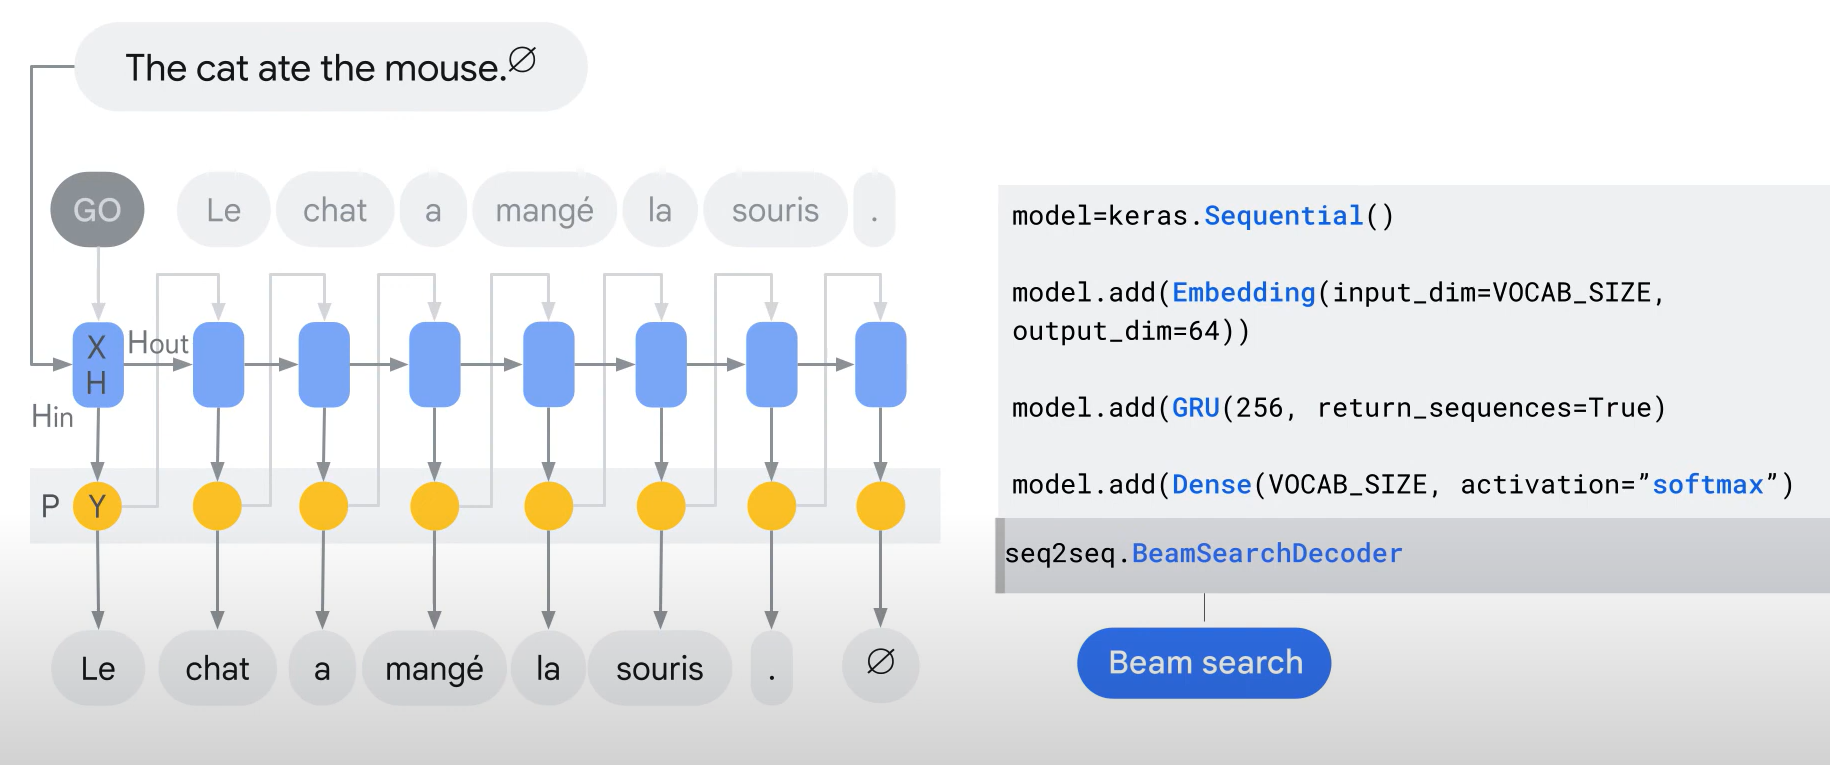 The cat ate the mouse.∅
GO Le chat a mangé la souris .
X
H
Hout
Hin
P Y
Le chat a mangé la souris . ∅
model=keras.Sequential()
model.add(Embedding(input_dim=VOCAB_SIZE,
output_dim=64))
model.add(GRU(256, return_sequences=True)
model.add(Dense(VOCAB_SIZE, activation=”softmax”)
seq2seq.BeamSearchDecoder
Beam search